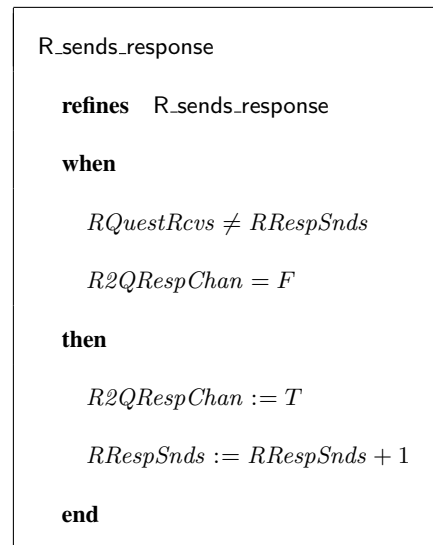 R_sends_response
refines R_sends_response
when
RQuestRcvs ≠ RRespSnds
R2QRespChan = F
then
R2QRespChan := T
RRespSnds := RRespSnds + 1
end